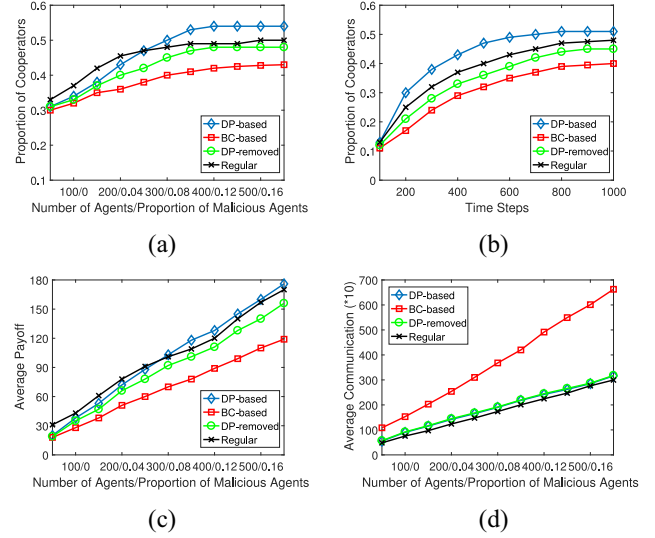 0.6
0.5
0.4
0.3
0.2
0.1
Proportion of Cooperators
DP-based
BC-based
DP-removed
Regular
100/0 200/0.04 300/0.08 400/0.12 500/0.16
Number of Agents/Proportion of Malicious Agents
(a)
0.6
0.5
0.4
0.3
0.2
0.1
0
Proportion of Cooperators
DP-based
BC-based
DP-removed
Regular
200 400 600 800 1000
Time Steps
(b)
180
150
120
90
60
30
0
Average Payoff
DP-based
BC-based
DP-removed
Regular
100/0 200/0.04 300/0.08 400/0.12 500/0.16
Number of Agents/Proportion of Malicious Agents
(c)
700
600
500
400
300
200
100
0
Average Communication (*10)
DP-based
BC-based
DP-removed
Regular
100/0 200/0.04 300/0.08 400/0.12 500/0.16
Number of Agents/Proportion of Malicious Agents
(d)